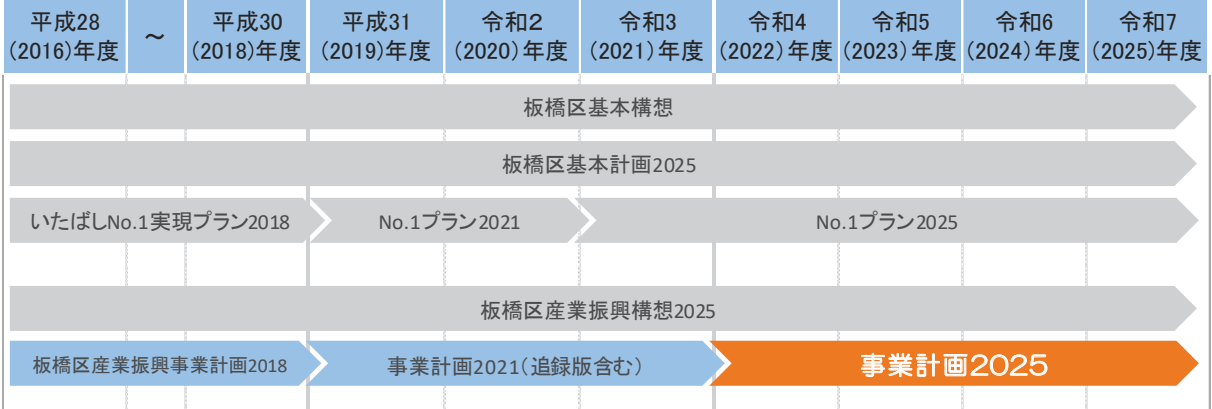 平成28 ～ 平成30 平成31 令和2 令和3 令和4 令和5 令和6 令和7
(2016)年度 (2018)年度 (2019)年度 (2020)年度 (2021)年度 (2022)年度 (2023)年度 (2024)年度 (2025)年度
板橋区基本構想
板橋区基本計画2025
いたばしNo.1実現プラン2018 No.1プラン2021 No.1プラン2025
板橋区産業振興構想2025
板橋区産業振興事業計画2018 事業計画2021（追録版含む） 事業計画2025